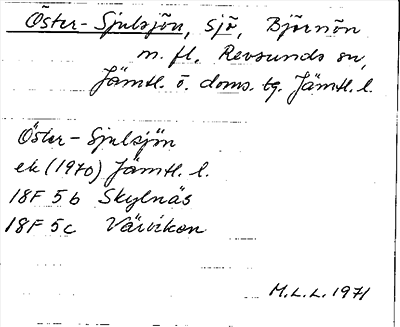 Öster-Sjulsjön, sjö, Björnön
m. fl. Revsunds sn,
Jämtl. ö. doms. tg. Jämtl. l.
Öster-Sjulsjön
ek (1970) Jämtl. l.
18F 5b Skylnäs
18F 5c Värviken
M.L.L. 1971